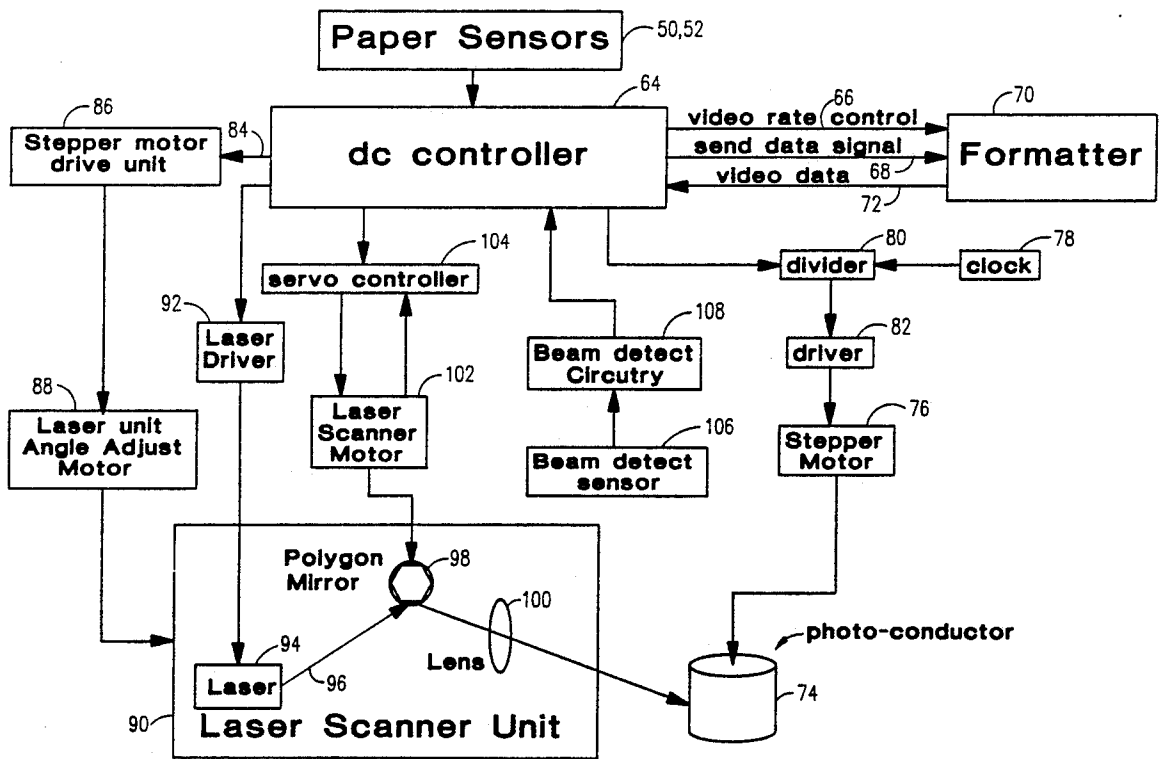 Paper Sensors
50,52
64
dc controller
video rate control
66
send data signal
68
video data
72
70
Formatter
86
Stepper motor
drive unit
84
104
servo controller
80
divider
78
clock
92
Laser
Driver
108
Beam detect
Circutry
82
driver
88
Laser unit
Angle Adjust
Motor
102
Laser
Scanner
Motor
106
Beam detect
sensor
76
Stepper
Motor
Polygon
Mirror
98
100
Lens
94
Laser
96
90
Laser Scanner Unit
photo-conductor
74